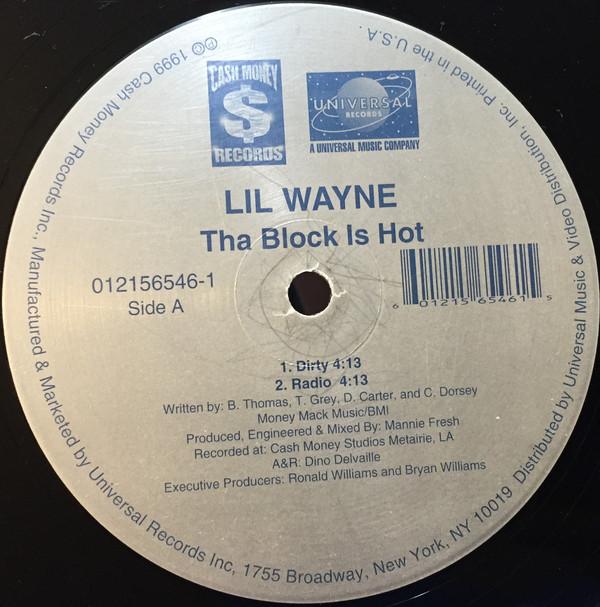 CASH MONEY
$
RECORDS
UNIVERSAL
RECORDS
A UNIVERSAL MUSIC COMPANY
LIL WAYNE
Tha Block Is Hot
012156546-1
Side A
6 01215 65461 5
1. Dirty 4:13
2. Radio 4:13
Written by: B. Thomas, T. Grey, D. Carter, and C. Dorsey
Money Mack Music/BMI
Produced, Engineered & Mixed By: Mannie Fresh
Recorded at: Cash Money Studios Metairie, LA
A&R: Dino Delvaille
Executive Producers: Ronald Williams and Bryan Williams
℗© 1999 Cash Money Records Inc., Manufactured & Marketed by Universal Records Inc, 1755 Broadway, New York, NY 10019 Distributed by Universal Music & Video Distribution, Inc. Printed in the U.S.A.